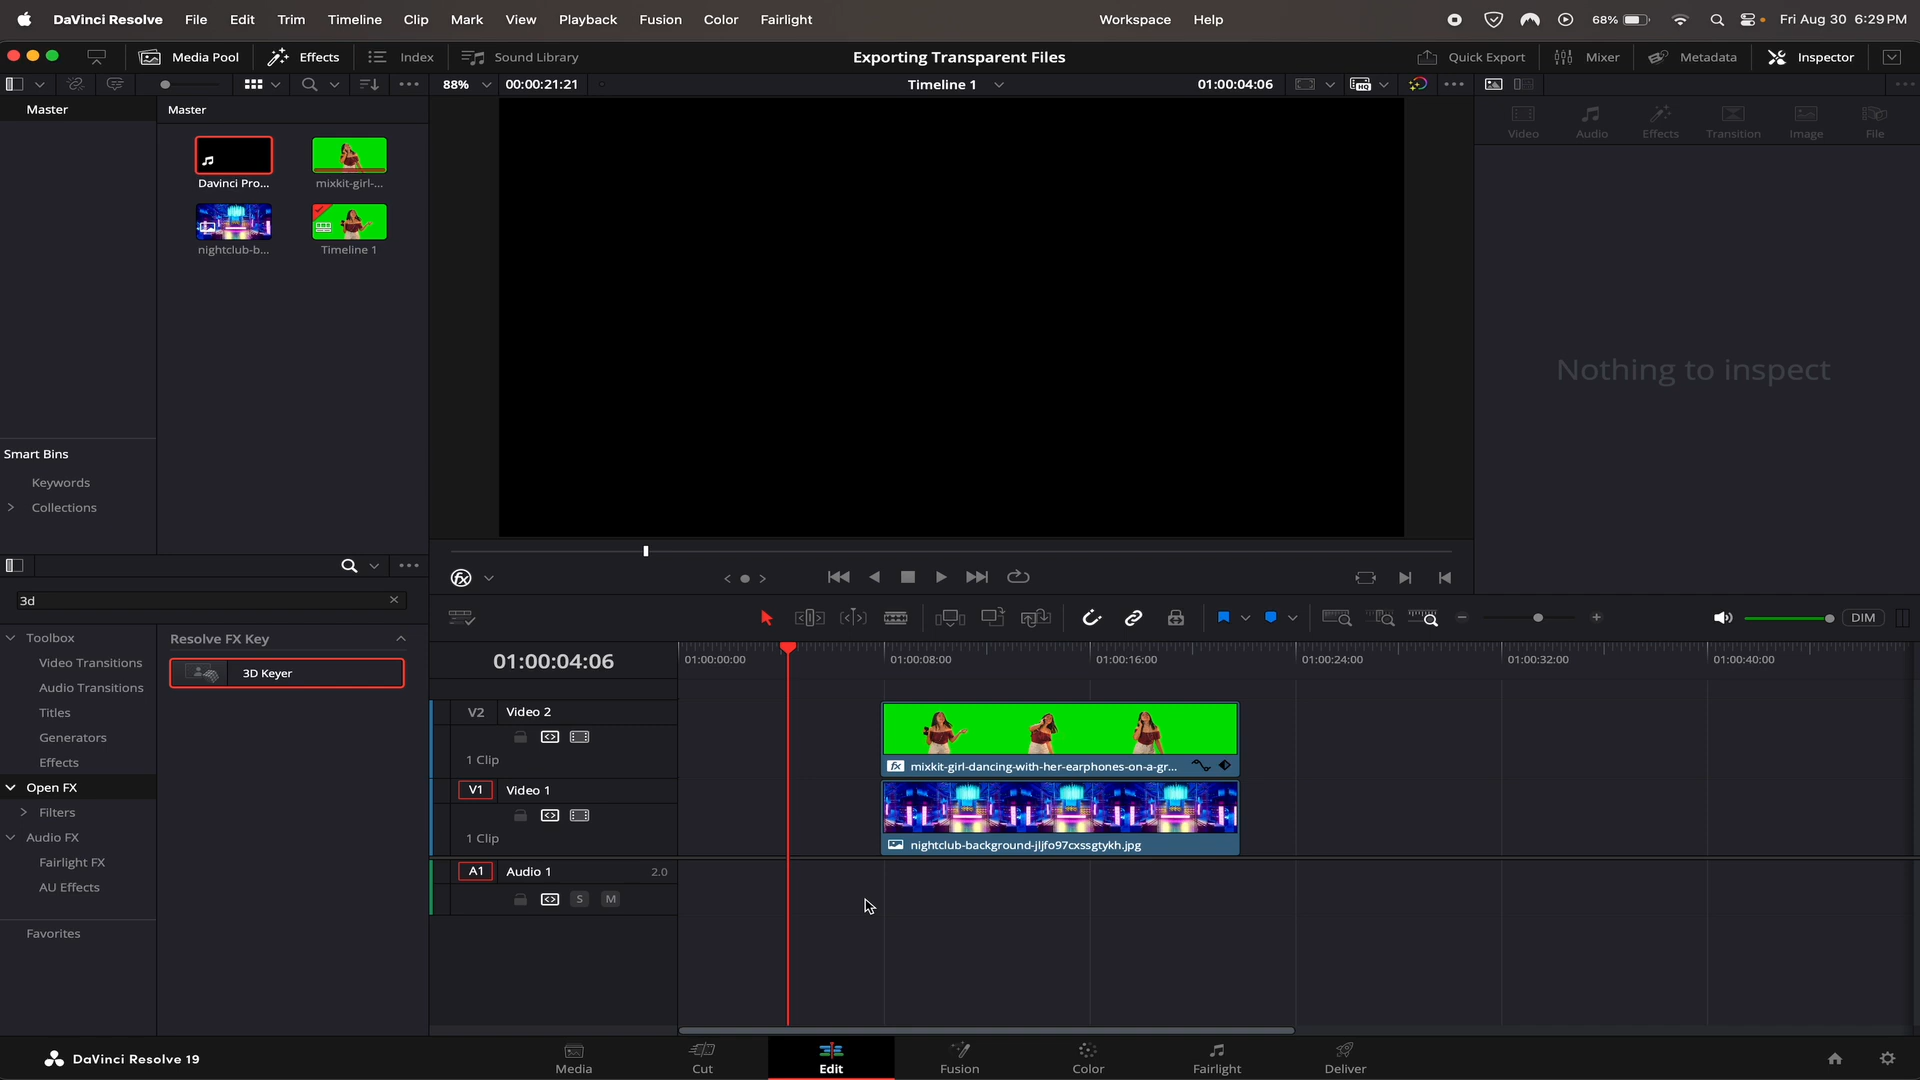 DaVinci Resolve File Edit Trim Timeline Clip Mark View Playback Fusion Color Fairlight Workspace Help 68% Fri Aug 30 6:29 PM
Media Pool Effects Index Sound Library Exporting Transparent Files Quick Export Mixer Metadata Inspector
88% 00:00:21:21 Timeline 1 01:00:04:06
Master Master
Video Audio Effects Transition Image File
Davinci Pro... mixkit-girl-...
nightclub-b... Timeline 1
Nothing to inspect
Smart Bins
Keywords
Collections
3d
Toolbox
Video Transitions
Audio Transitions
Titles
Generators
Effects
Open FX
Filters
Audio FX
Fairlight FX
AU Effects
Favorites
Resolve FX Key
3D Keyer
DIM
01:00:04:06
01:00:00:00 01:00:08:00 01:00:16:00 01:00:24:00 01:00:32:00 01:00:40:00
V2 Video 2
1 Clip
fx mixkit-girl-dancing-with-her-earphones-on-a-gr...
V1 Video 1
1 Clip
nightclub-background-jljfo97cxssgtykh.jpg
A1 Audio 1 2.0
S M
DaVinci Resolve 19
Media Cut Edit Fusion Color Fairlight Deliver